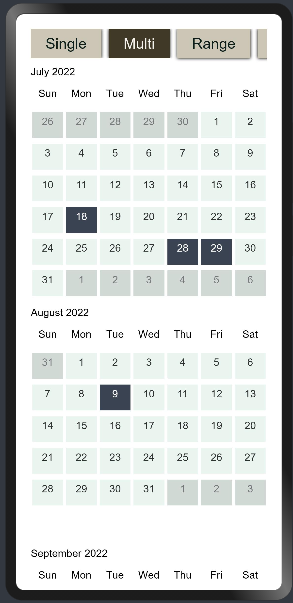 Single Multi Range
July 2022
Sun Mon Tue Wed Thu Fri Sat
26 27 28 29 30 1 2
3 4 5 6 7 8 9
10 11 12 13 14 15 16
17 18 19 20 21 22 23
24 25 26 27 28 29 30
31 1 2 3 4 5 6
August 2022
Sun Mon Tue Wed Thu Fri Sat
31 1 2 3 4 5 6
7 8 9 10 11 12 13
14 15 16 17 18 19 20
21 22 23 24 25 26 27
28 29 30 31 1 2 3
September 2022
Sun Mon Tue Wed Thu Fri Sat